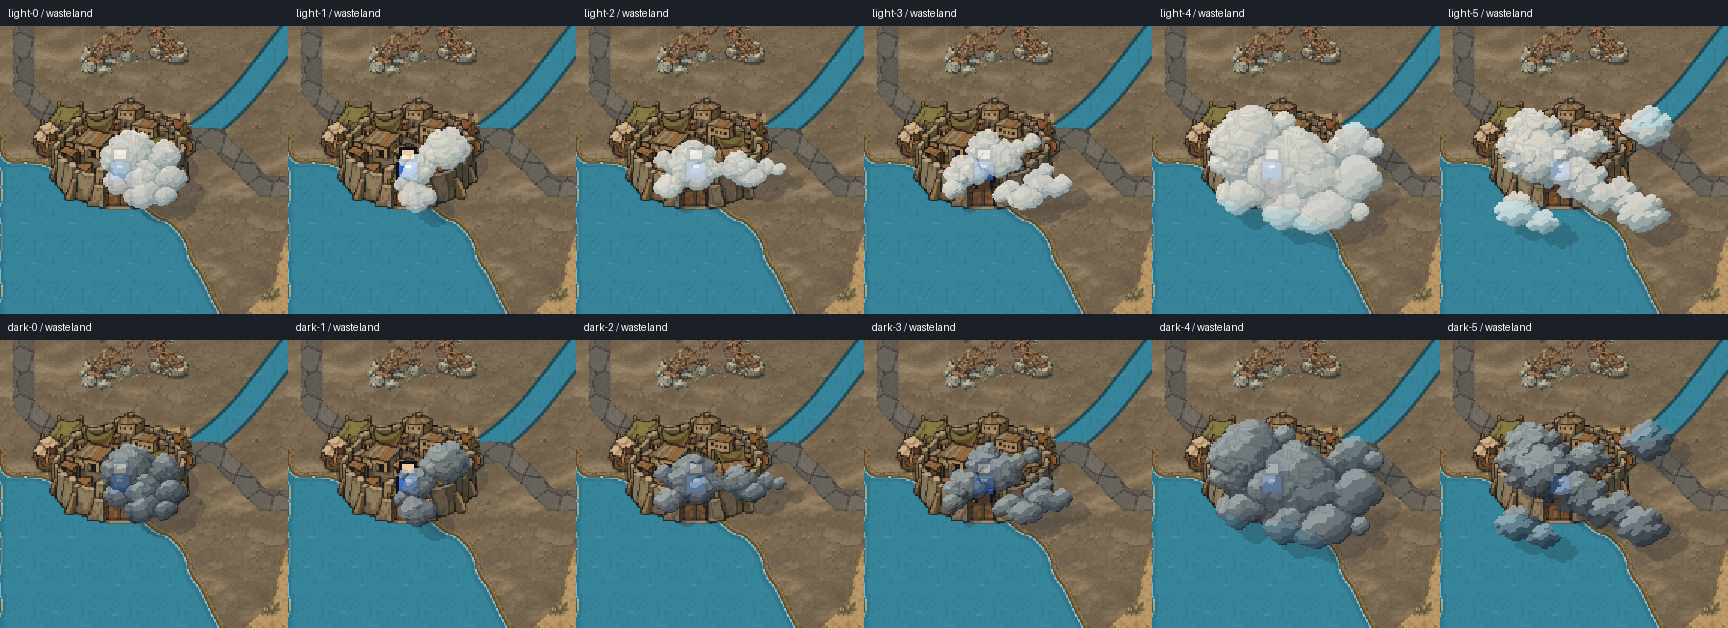 light-0 / wasteland
light-1 / wasteland
light-2 / wasteland
light-3 / wasteland
light-4 / wasteland
light-5 / wasteland
dark-0 / wasteland
dark-1 / wasteland
dark-2 / wasteland
dark-3 / wasteland
dark-4 / wasteland
dark-5 / wasteland